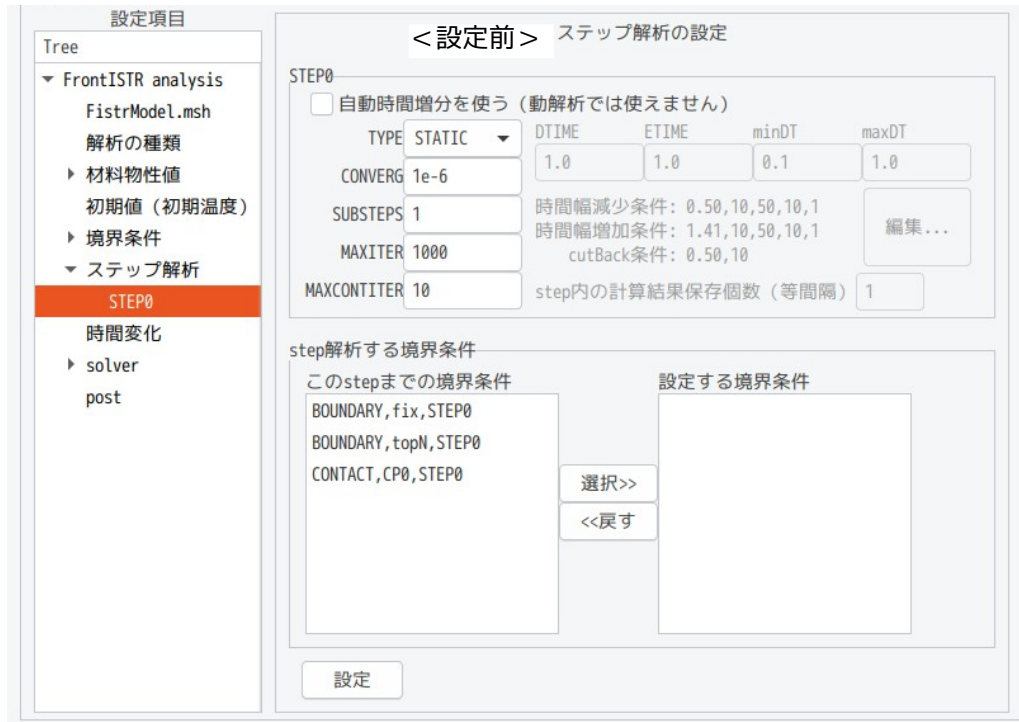 設定項目
Tree
FrontISTR analysis
FistrModel.msh
解析の種類
材料物性値
初期値（初期温度）
境界条件
ステップ解析
STEP0
時間変化
solver
post
＜設定前＞ ステップ解析の設定
STEP0
自動時間増分を使う（動解析では使えません）
TYPE STATIC
CONVERG 1e-6
SUBSTEPS 1
MAXITER 1000
MAXCONTITER 10
DTIME ETIME minDT maxDT
1.0 1.0 0.1 1.0
時間幅減少条件: 0.50,10,50,10,1
時間幅増加条件: 1.41,10,50,10,1
cutBack条件: 0.50,10
編集...
step内の計算結果保存個数（等間隔） 1
step解析する境界条件
このstepまでの境界条件
BOUNDARY,fix,STEP0
BOUNDARY,topN,STEP0
CONTACT,CP0,STEP0
選択>>
<<戻す
設定する境界条件
設定